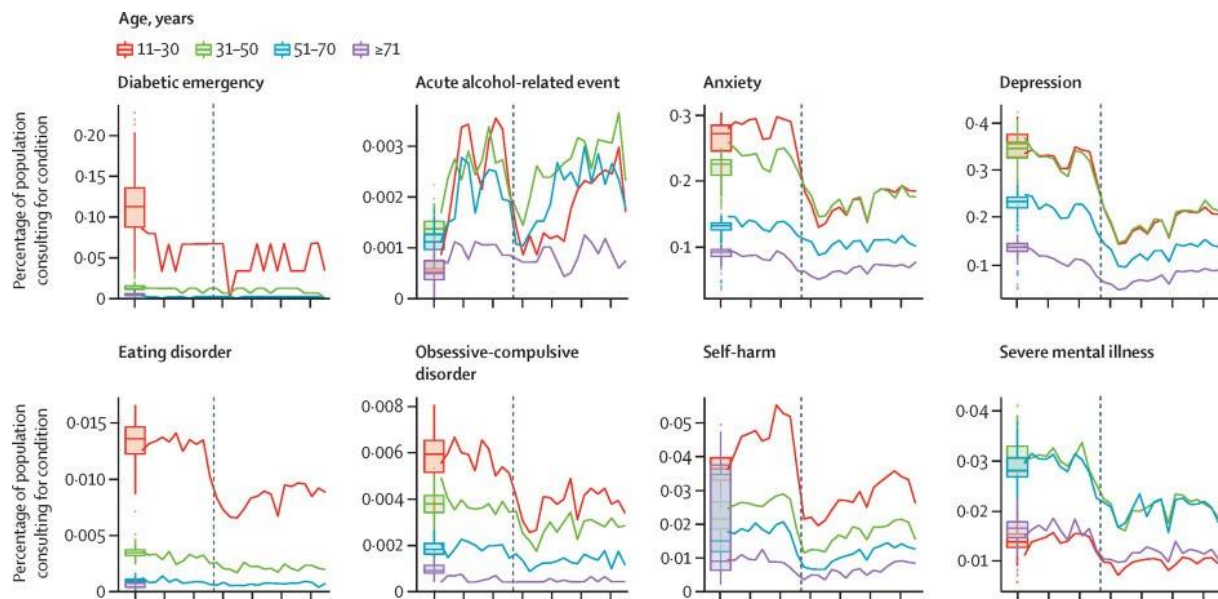 Age, years
11–30 31–50 51–70 ≥71
Diabetic emergency
Acute alcohol-related event
Anxiety
Depression
Percentage of population
consulting for condition
0·20
0·15
0·10
0·05
0
0·003
0·002
0·001
0
0·3
0·2
0·1
0·4
0·3
0·2
0·1
Eating disorder
Obsessive-compulsive
disorder
Self-harm
Severe mental illness
Percentage of population
consulting for condition
0·015
0·010
0·005
0
0·008
0·006
0·004
0·002
0
0·05
0·04
0·03
0·02
0·01
0
0·04
0·03
0·02
0·01